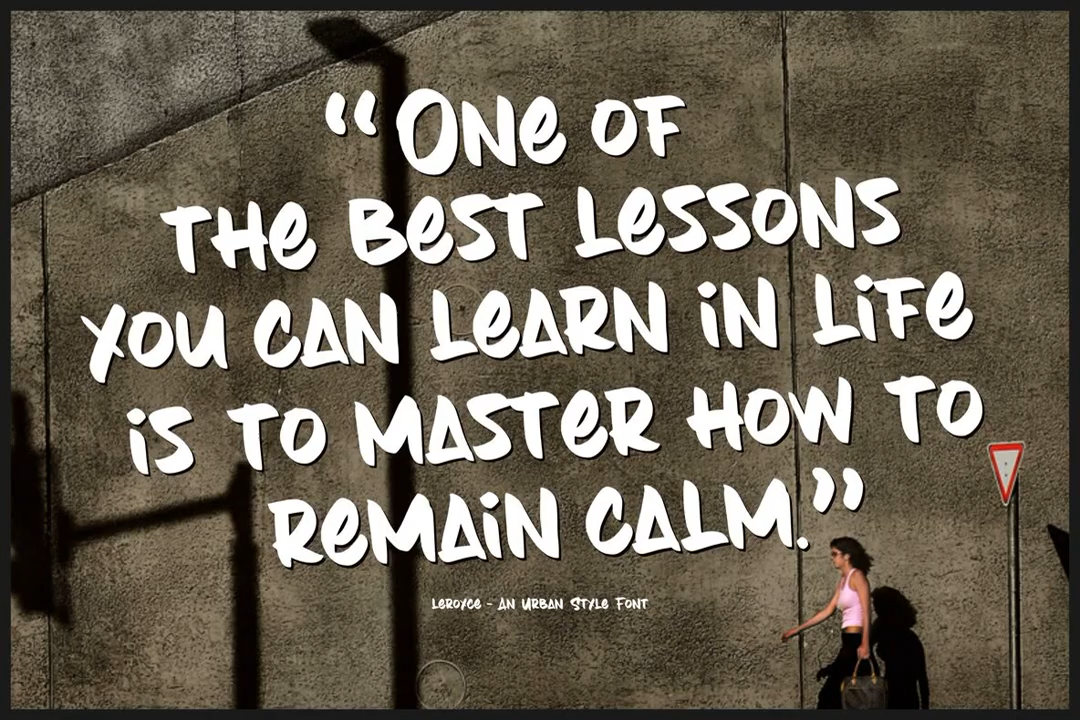 “One of
the Best Lessons
you can Learn in Life
is to Master How to
Remain Calm.”
Leroyce - An Urban Style Font